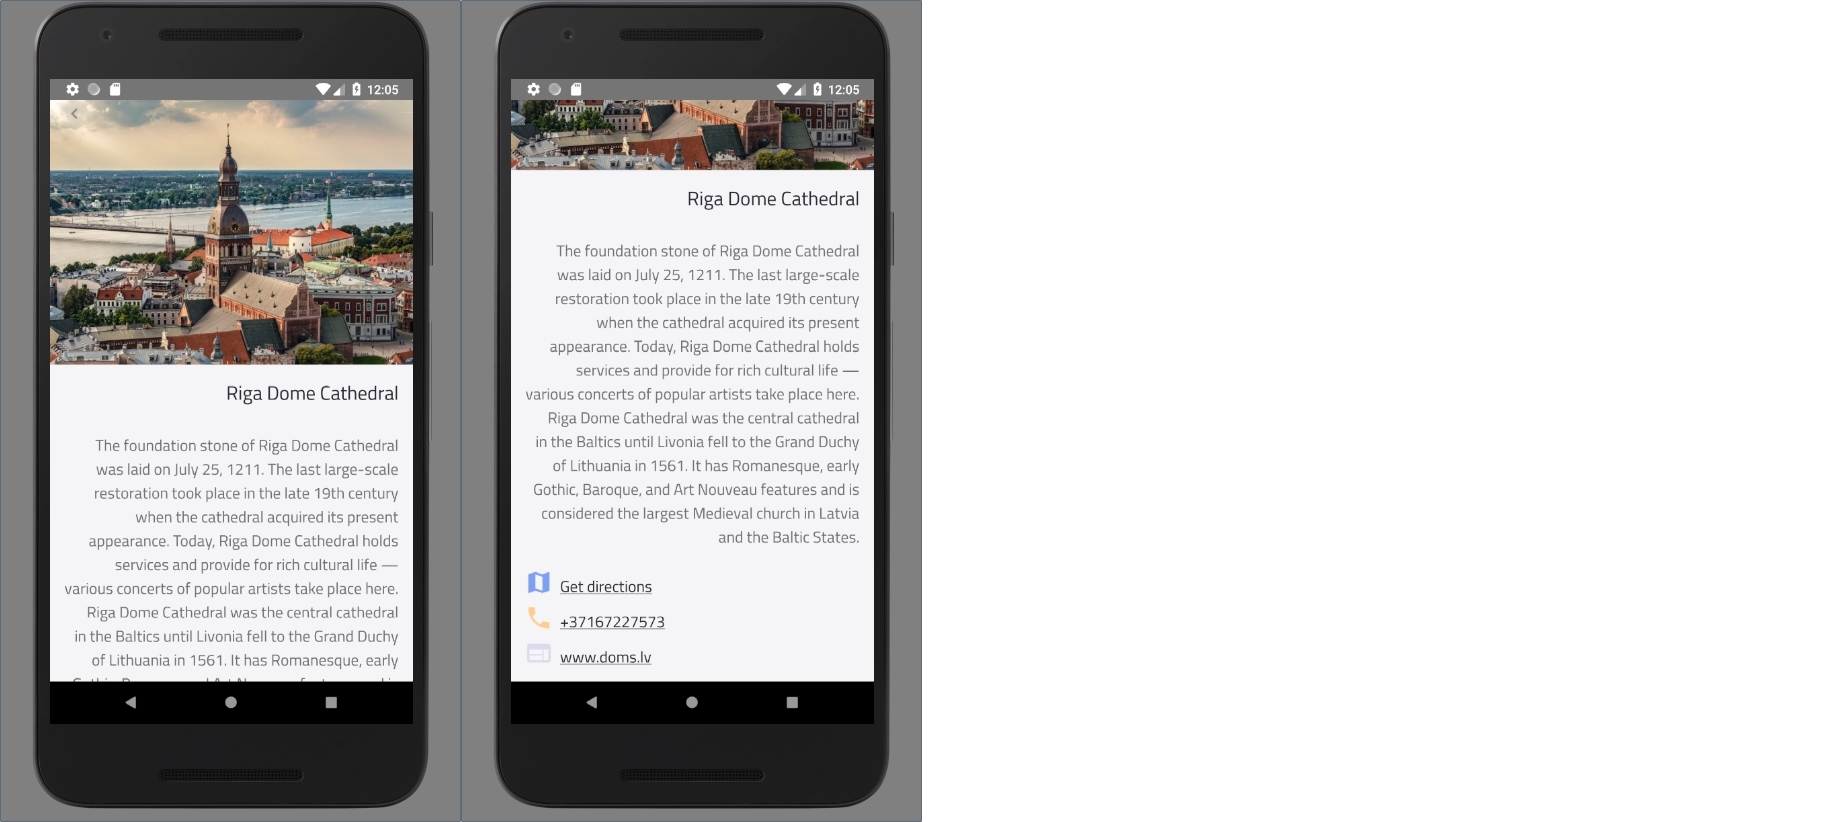 12:05
Riga Dome Cathedral
The foundation stone of Riga Dome Cathedral
was laid on July 25, 1211. The last large-scale
restoration took place in the late 19th century
when the cathedral acquired its present
appearance. Today, Riga Dome Cathedral holds
services and provide for rich cultural life —
various concerts of popular artists take place here.
Riga Dome Cathedral was the central cathedral
in the Baltics until Livonia fell to the Grand Duchy
of Lithuania in 1561. It has Romanesque, early
12:05
Riga Dome Cathedral
The foundation stone of Riga Dome Cathedral
was laid on July 25, 1211. The last large-scale
restoration took place in the late 19th century
when the cathedral acquired its present
appearance. Today, Riga Dome Cathedral holds
services and provide for rich cultural life —
various concerts of popular artists take place here.
Riga Dome Cathedral was the central cathedral
in the Baltics until Livonia fell to the Grand Duchy
of Lithuania in 1561. It has Romanesque, early
Gothic, Baroque, and Art Nouveau features and is
considered the largest Medieval church in Latvia
and the Baltic States.
Get directions
+37167227573
www.doms.lv